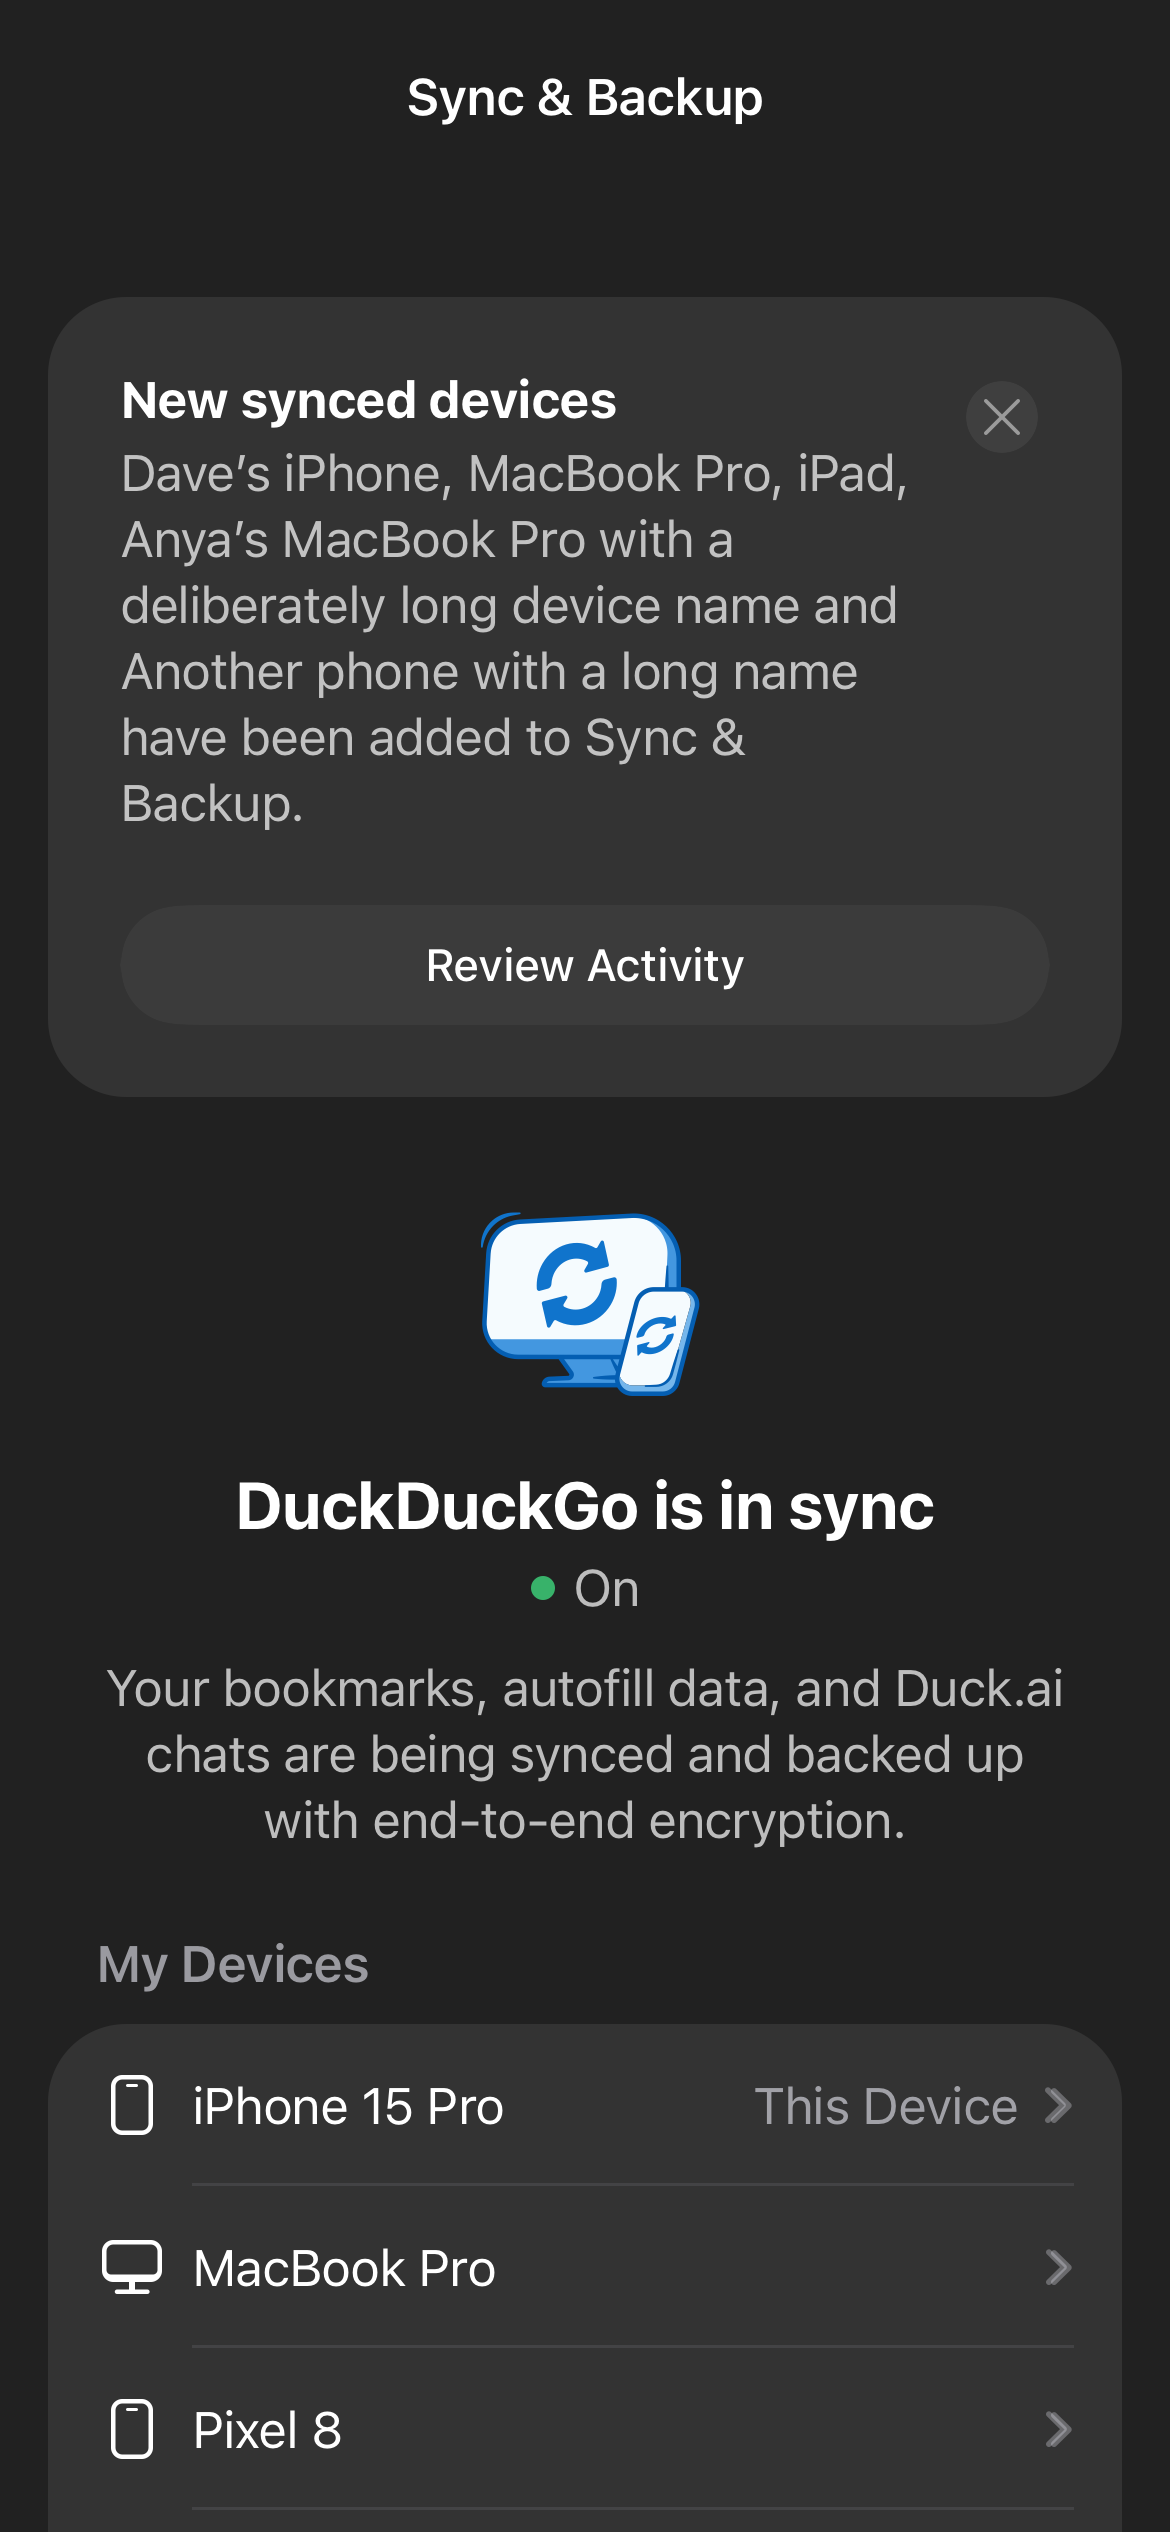 Sync & Backup
New synced devices
Dave’s iPhone, MacBook Pro, iPad,
Anya’s MacBook Pro with a
deliberately long device name and
Another phone with a long name
have been added to Sync &
Backup.
Review Activity
DuckDuckGo is in sync
On
Your bookmarks, autofill data, and Duck.ai
chats are being synced and backed up
with end-to-end encryption.
My Devices
iPhone 15 Pro This Device
MacBook Pro
Pixel 8